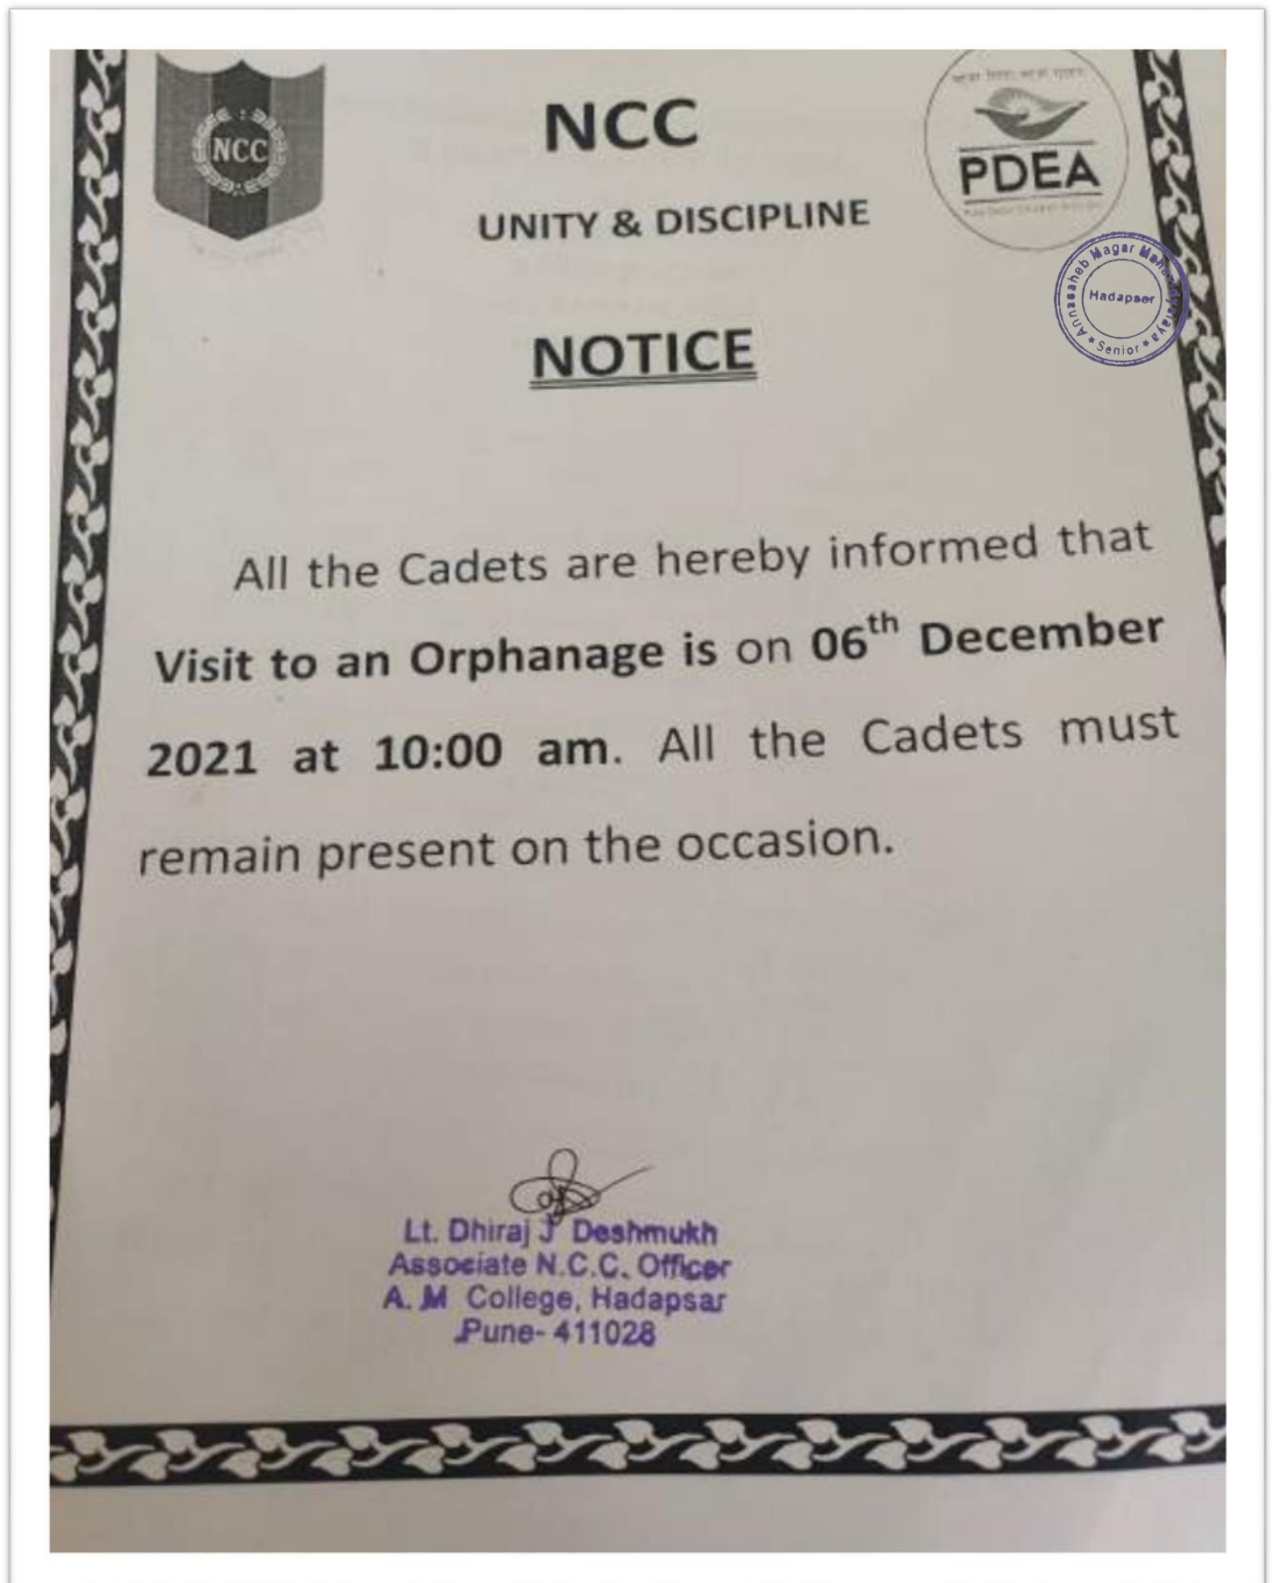 NCC
NCC
UNITY & DISCIPLINE
PDEA
Annasaheb Magar Mahavidyalaya
Hadapsar
* Senior *
NOTICE
All the Cadets are hereby informed that
Visit to an Orphanage is on 06th December
2021 at 10:00 am. All the Cadets must
remain present on the occasion.
Lt. Dhiraj J Deshmukh
Associate N.C.C. Officer
A. M College, Hadapsar
Pune- 411028